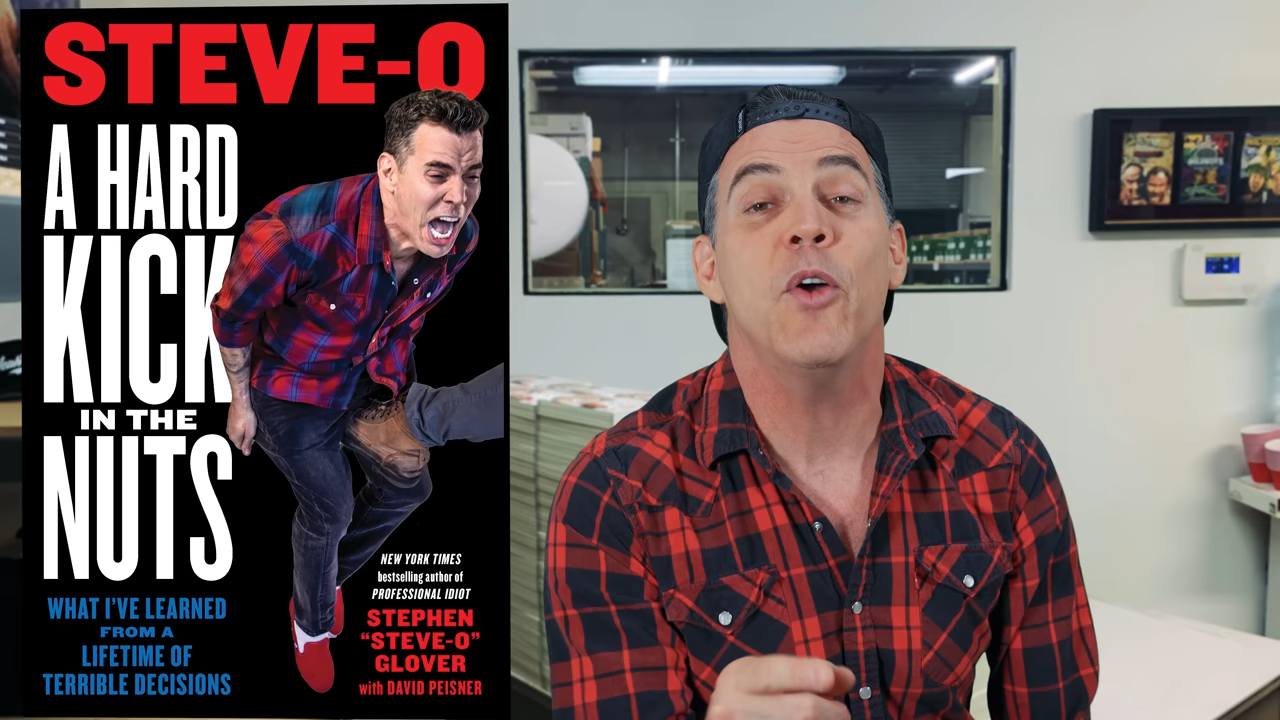 STEVE-O
A HARD
KICK
IN THE
NUTS
WHAT I'VE LEARNED
FROM A
LIFETIME OF
TERRIBLE DECISIONS
NEW YORK TIMES
bestselling author of
PROFESSIONAL IDIOT
STEPHEN
"STEVE-O"
GLOVER
with DAVID PEISNER